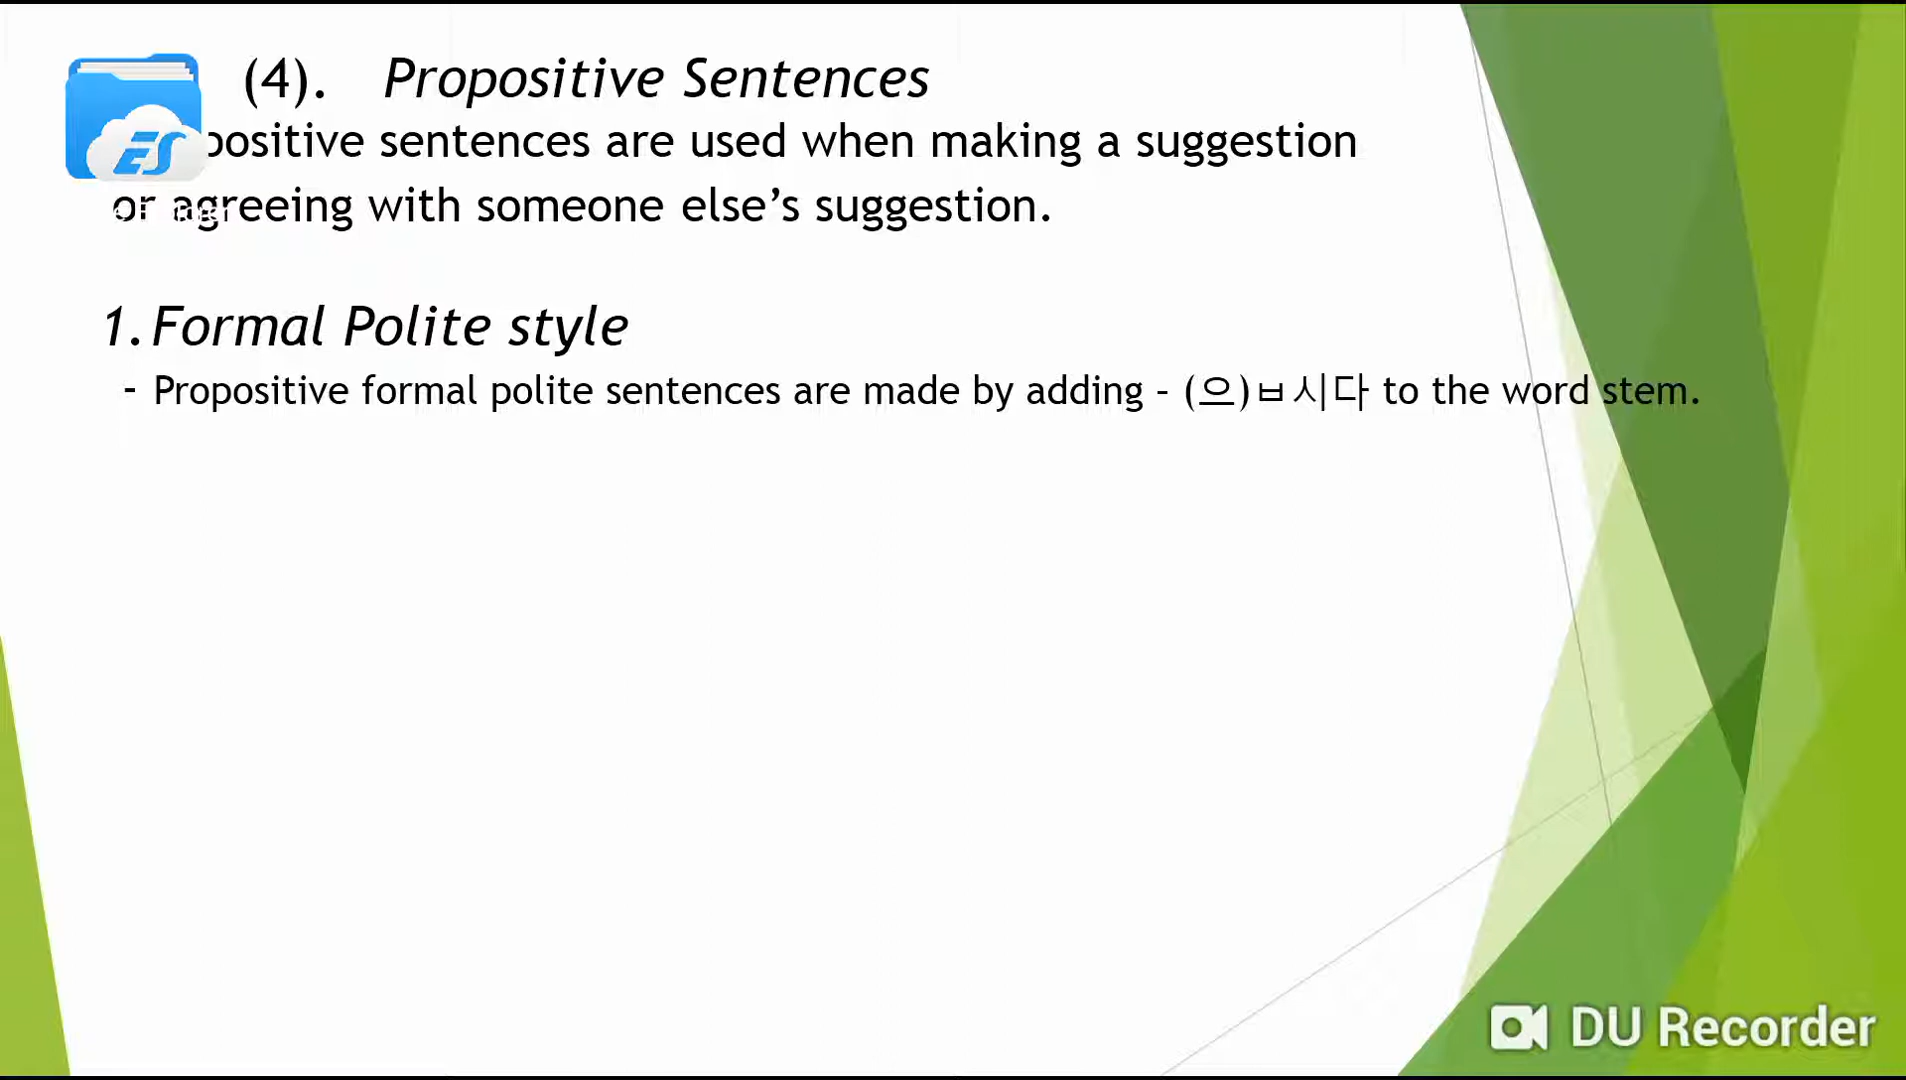 (4). Propositive Sentences
positive sentences are used when making a suggestion
or agreeing with someone else’s suggestion.
1. Formal Polite style
- Propositive formal polite sentences are made by adding – (으)ㅂ시다 to the word stem.
ES
DU Recorder